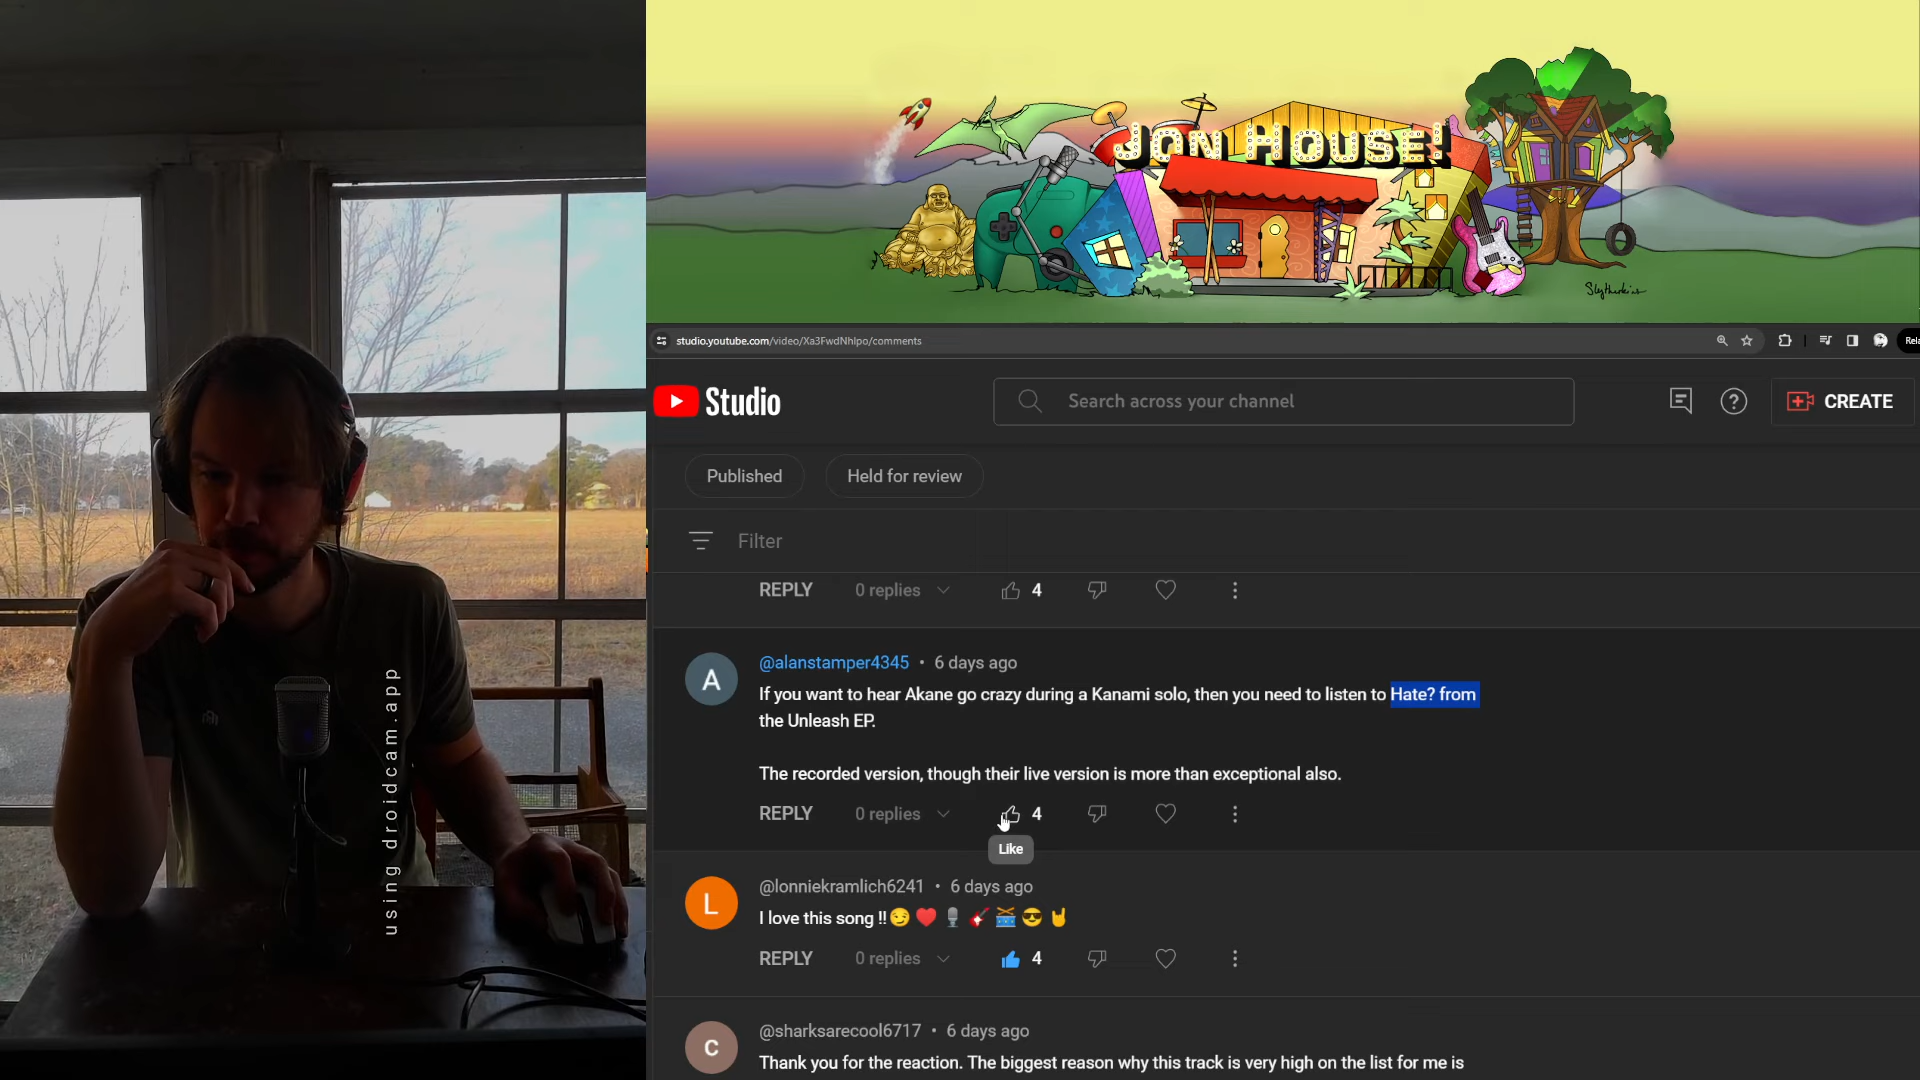 JON HOUSE!
studio.youtube.com/video/Xa3FwdNhIpo/comments
Rela
Studio
Search across your channel
CREATE
Published
Held for review
Filter
REPLY 0 replies 4
A
@alanstamper4345 • 6 days ago
If you want to hear Akane go crazy during a Kanami solo, then you need to listen to Hate? from
the Unleash EP.
The recorded version, though their live version is more than exceptional also.
REPLY 0 replies 4
Like
L
@lonniekramlich6241 • 6 days ago
I love this song !!😏❤️🎙️🎸🥁😎🤘
REPLY 0 replies 4
C
@sharksarecool6717 • 6 days ago
Thank you for the reaction. The biggest reason why this track is very high on the list for me is
using droidcam.app